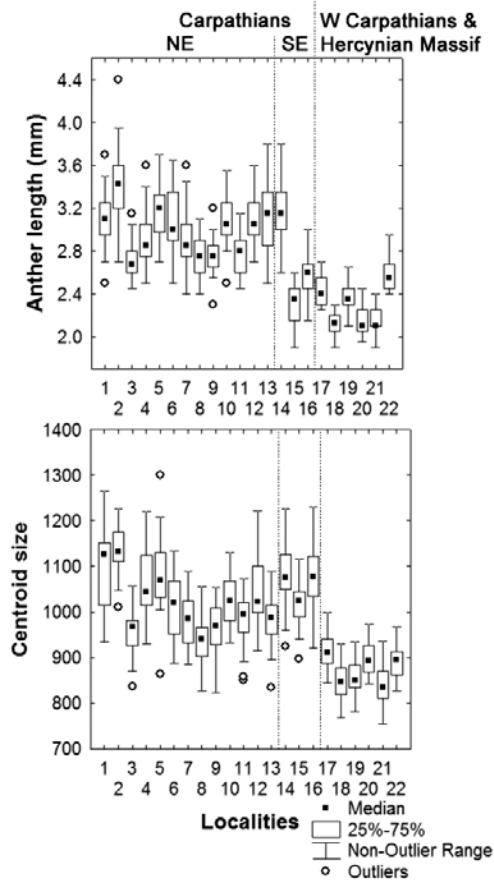 Carpathians
NE
SE
W Carpathians &
Hercynian Massif
Anther length (mm)
4.4
4.0
3.6
3.2
2.8
2.4
2.0
1 3 5 7 9 11 13 15 17 19 21
2 4 6 8 10 12 14 16 18 20 22
Centroid size
1400
1300
1200
1100
1000
900
800
700
1 3 5 7 9 11 13 15 17 19 21
2 4 6 8 10 12 14 16 18 20 22
Localities
Median
25%-75%
Non-Outlier Range
Outliers